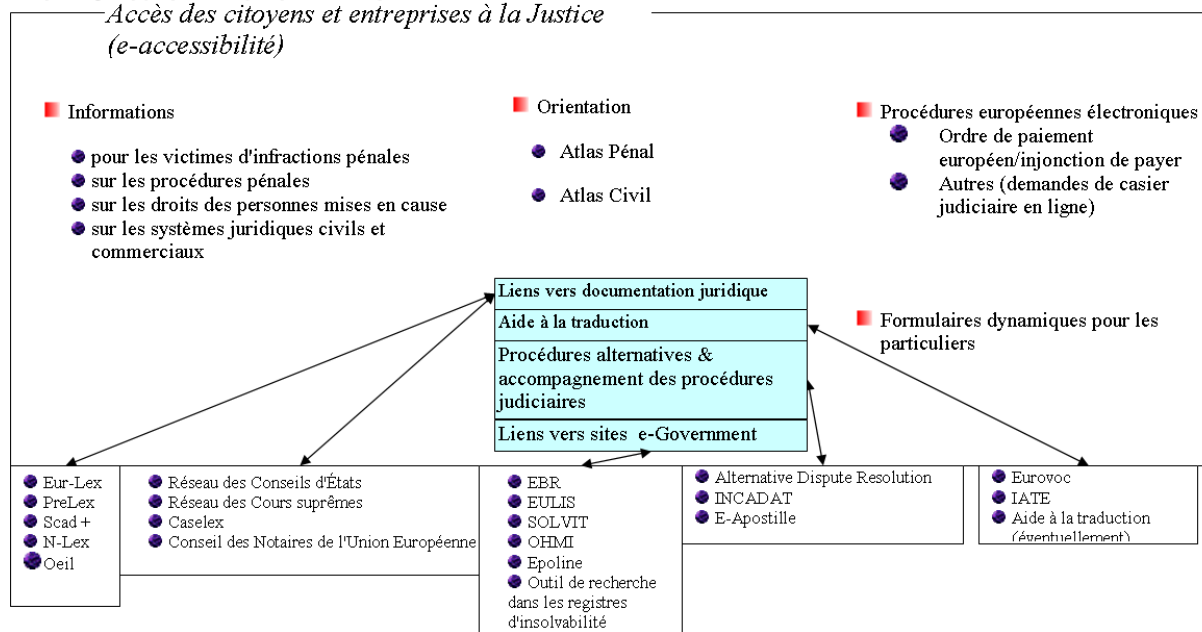 Accès des citoyens et entreprises à la Justice
(e-accessibilité)
Informations
pour les victimes d'infractions pénales
sur les procédures pénales
sur les droits des personnes mises en cause
sur les systèmes juridiques civils et
commerciaux
Orientation
Atlas Pénal
Atlas Civil
Procédures européennes électroniques
Ordre de paiement
européen/injonction de payer
Autres (demandes de casier
judiciaire en ligne)
Formulaires dynamiques pour les
particuliers
Liens vers documentation juridique
Aide à la traduction
Procédures alternatives &
accompagnement des procédures
judiciaires
Liens vers sites e-Government
Eur-Lex
PreLex
Scad +
N-Lex
Oeil
Réseau des Conseils d'États
Réseau des Cours suprêmes
Caselex
Conseil des Notaires de l'Union Européenne
EBR
EULIS
SOLVIT
OHMI
Epoline
Outil de recherche
dans les registres
d'insolvabilité
Alternative Dispute Resolution
INCADAT
E-Apostille
Eurovoc
IATE
Aide à la traduction
(éventuellement)